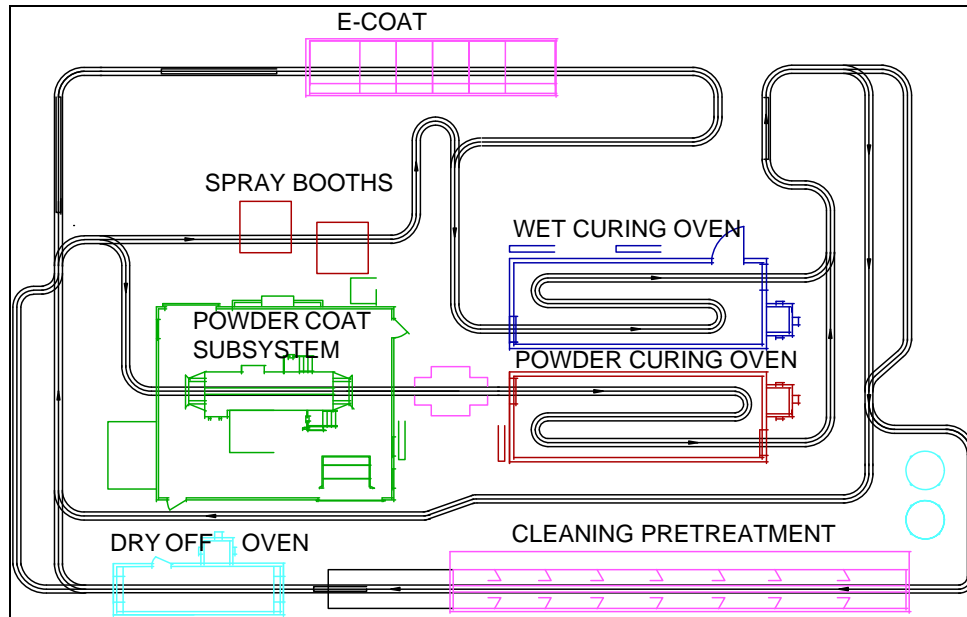 E-COAT
SPRAY BOOTHS
WET CURING OVEN
POWDER COAT
SUBSYSTEM
POWDER CURING OVEN
CLEANING PRETREATMENT
DRY OFF OVEN